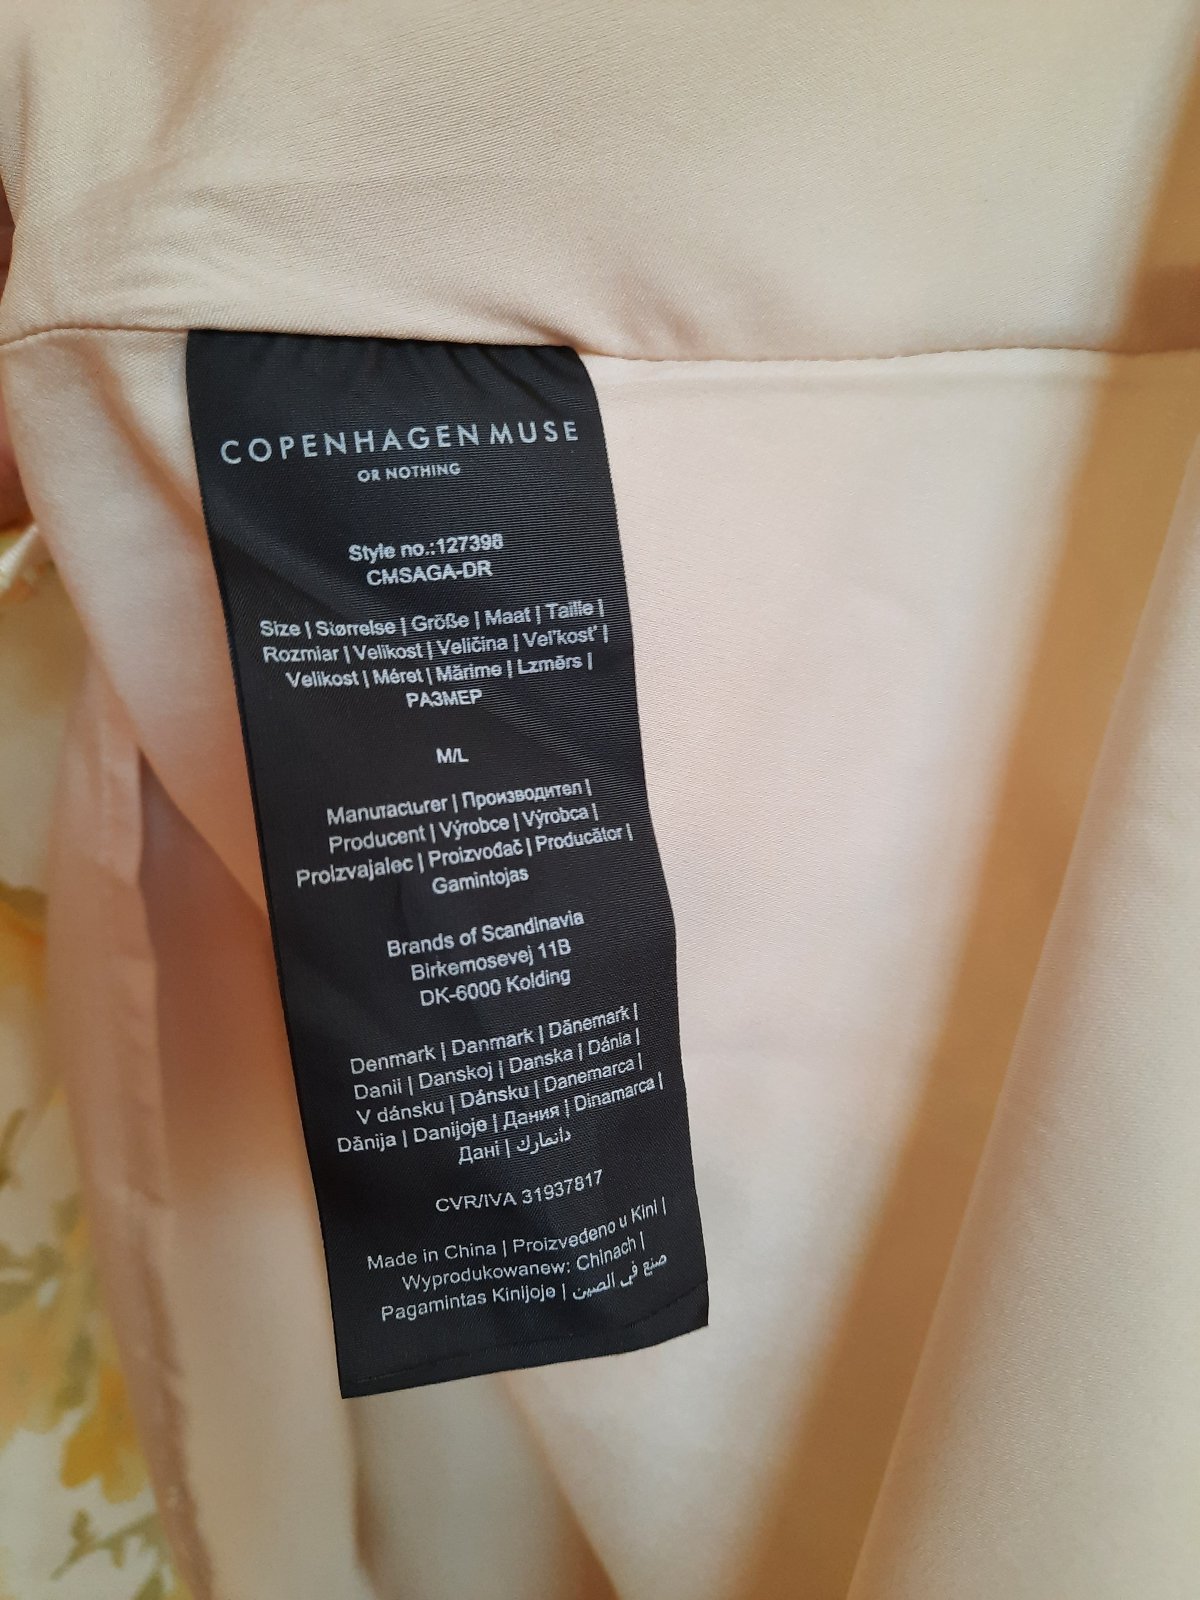 COPENHAGEN MUSE
OR NOTHING
Style no.:127398
CMSAGA-DR
Size | Størrelse | Größe | Maat | Taille |
Rozmiar | Velikost | Veličina | Veľkosť |
Velikost | Méret | Mărime | Lzmērs |
РАЗМЕР
M/L
Manufacturer | Производител |
Producent | Výrobce | Výrobca |
Proizvajalec | Proizvođač | Producător |
Gamintojas
Brands of Scandinavia
Birkemosevej 11B
DK-6000 Kolding
Denmark | Danmark | Dänemark |
Danii | Danskoj | Danska | Dánia |
V dánsku | Dánsku | Danemarca |
Dānija | Danijoje | Дания | Dinamarca |
Дані | دانمارك
CVR/IVA 31937817
Made in China | Proizvedeno u Kini |
Wyprodukowanew: Chinach |
Pagamintas Kinijoje | صنع في الصين